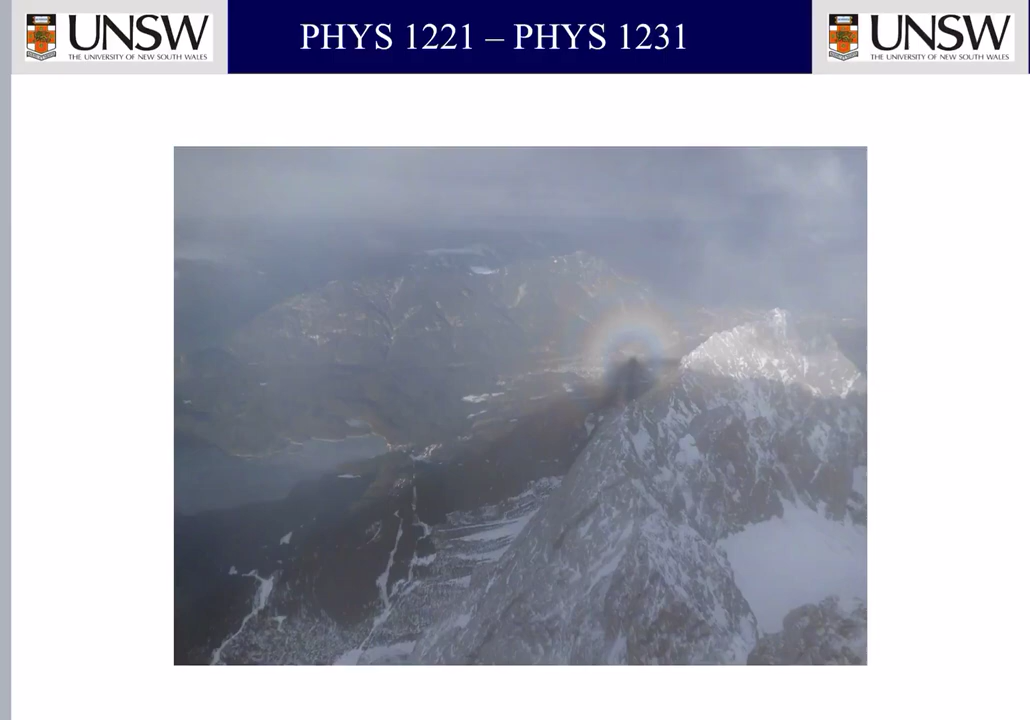 UNSW
THE UNIVERSITY OF NEW SOUTH WALES
PHYS 1221 – PHYS 1231
UNSW
THE UNIVERSITY OF NEW SOUTH WALES